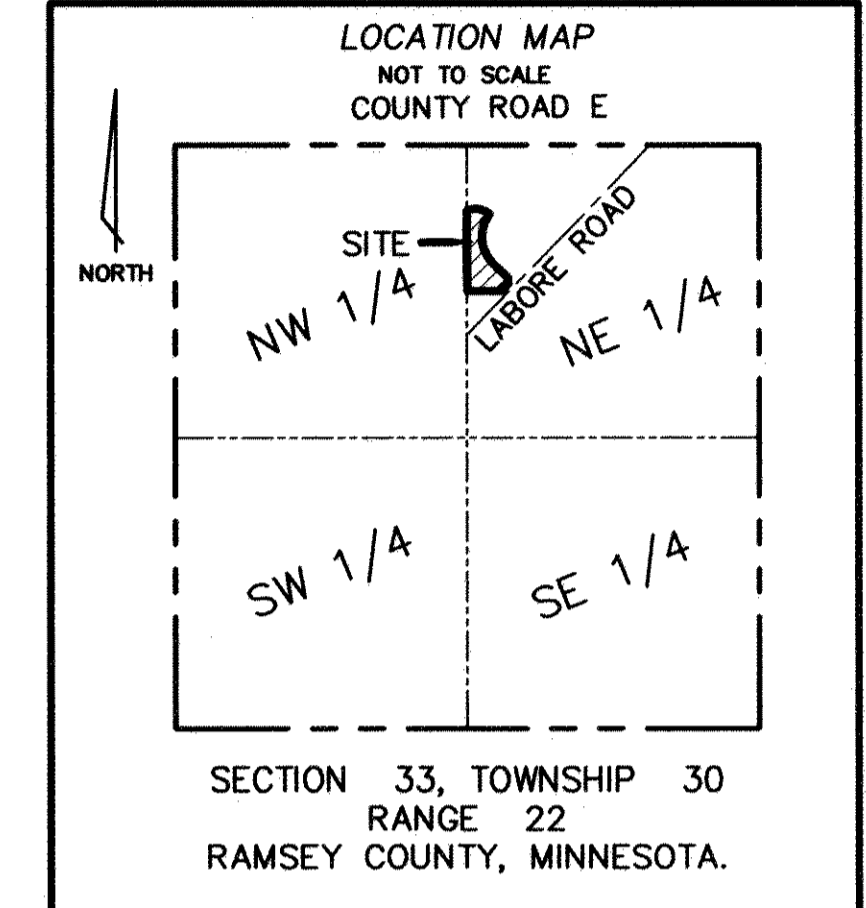 LOCATION MAP
NOT TO SCALE
COUNTY ROAD E
NORTH
SITE
LABORE ROAD
NW 1/4
NE 1/4
SW 1/4
SE 1/4
SECTION 33, TOWNSHIP 30
RANGE 22
RAMSEY COUNTY, MINNESOTA.